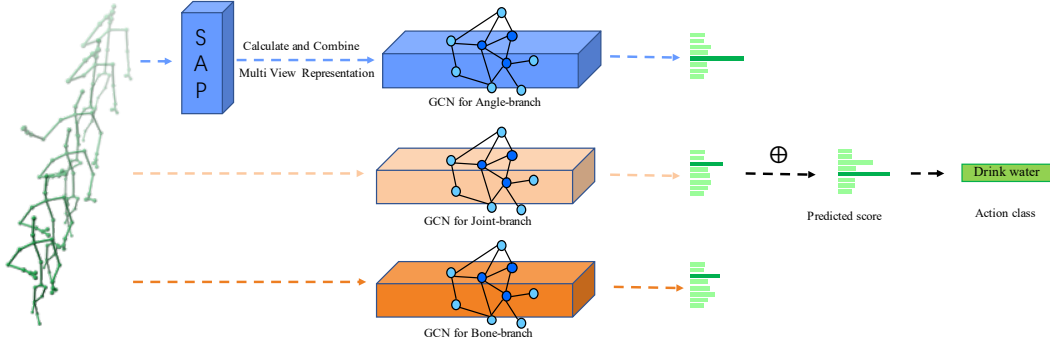 S
A
P
Calculate and Combine
Multi View Representation
GCN for Angle-branch
GCN for Joint-branch
⊕
Predicted score
Drink water
Action class
GCN for Bone-branch